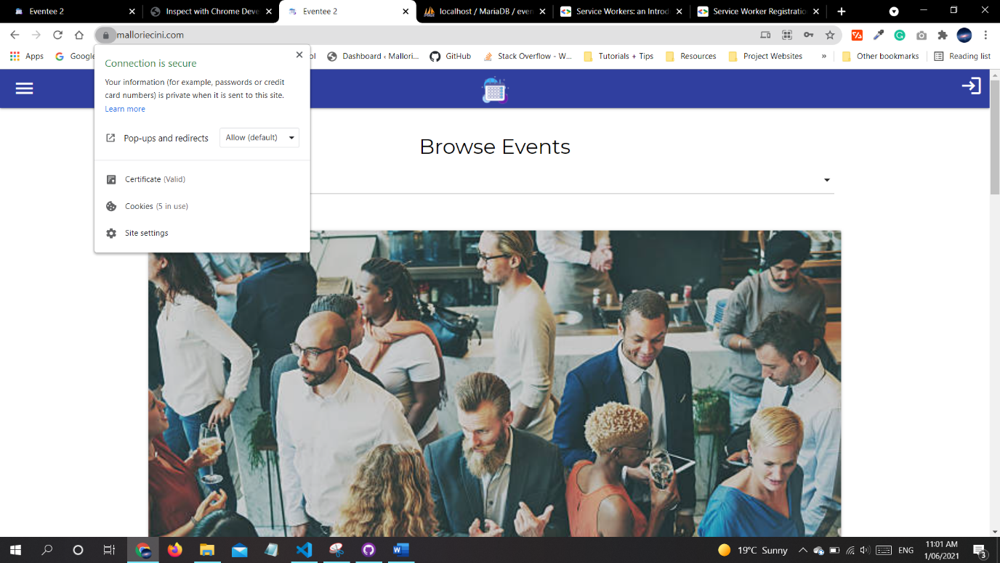 Eventee 2
Inspect with Chrome Deve
Eventee 2
localhost / MariaDB / even
Service Workers: an Introd
Service Worker Registratio
malloriecini.com
Apps
Google
ol
Dashboard ‹ Mallori...
GitHub
Stack Overflow - W...
Tutorials + Tips
Resources
Project Websites
»
Other bookmarks
Reading list
Connection is secure
Your information (for example, passwords or credit
card numbers) is private when it is sent to this site.
Learn more
Pop-ups and redirects
Allow (default)
Certificate (Valid)
Cookies (5 in use)
Site settings
Browse Events
19°C Sunny
ENG
11:01 AM
1/06/2021
3